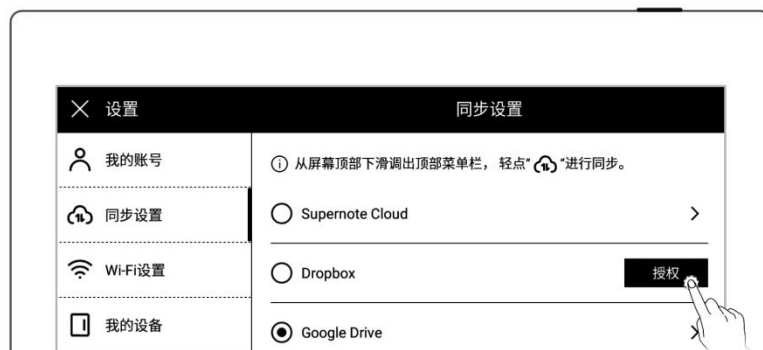 设置
同步设置
我的账号
从屏幕顶部下滑调出顶部菜单栏， 轻点“ ”进行同步。
同步设置
Supernote Cloud
Wi-Fi设置
Dropbox
授权
我的设备
Google Drive